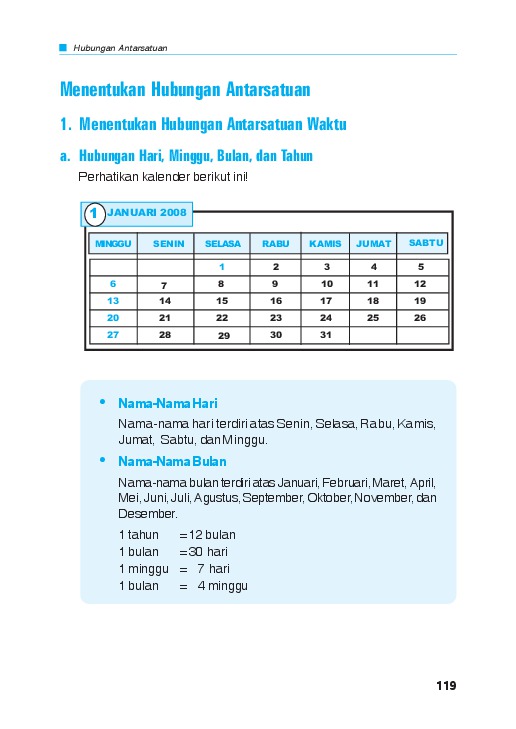 Hubungan Antarsatuan
Menentukan Hubungan Antarsatuan
1. Menentukan Hubungan Antarsatuan Waktu
a. Hubungan Hari, Minggu, Bulan, dan Tahun
Perhatikan kalender berikut ini!
1 JANUARI 2008
MINGGU SENIN SELASA RABU KAMIS JUMAT SABTU
1 2 3 4 5
6 7 8 9 10 11 12
13 14 15 16 17 18 19
20 21 22 23 24 25 26
27 28 29 30 31
• Nama-Nama Hari
Nama-nama hari terdiri atas Senin, Selasa, Rabu, Kamis,
Jumat, Sabtu, dan Minggu.
• Nama-Nama Bulan
Nama-nama bulan terdiri atas Januari, Februari, Maret, April,
Mei, Juni, Juli, Agustus, September, Oktober, November, dan
Desember.
1 tahun = 12 bulan
1 bulan = 30 hari
1 minggu = 7 hari
1 bulan = 4 minggu
119